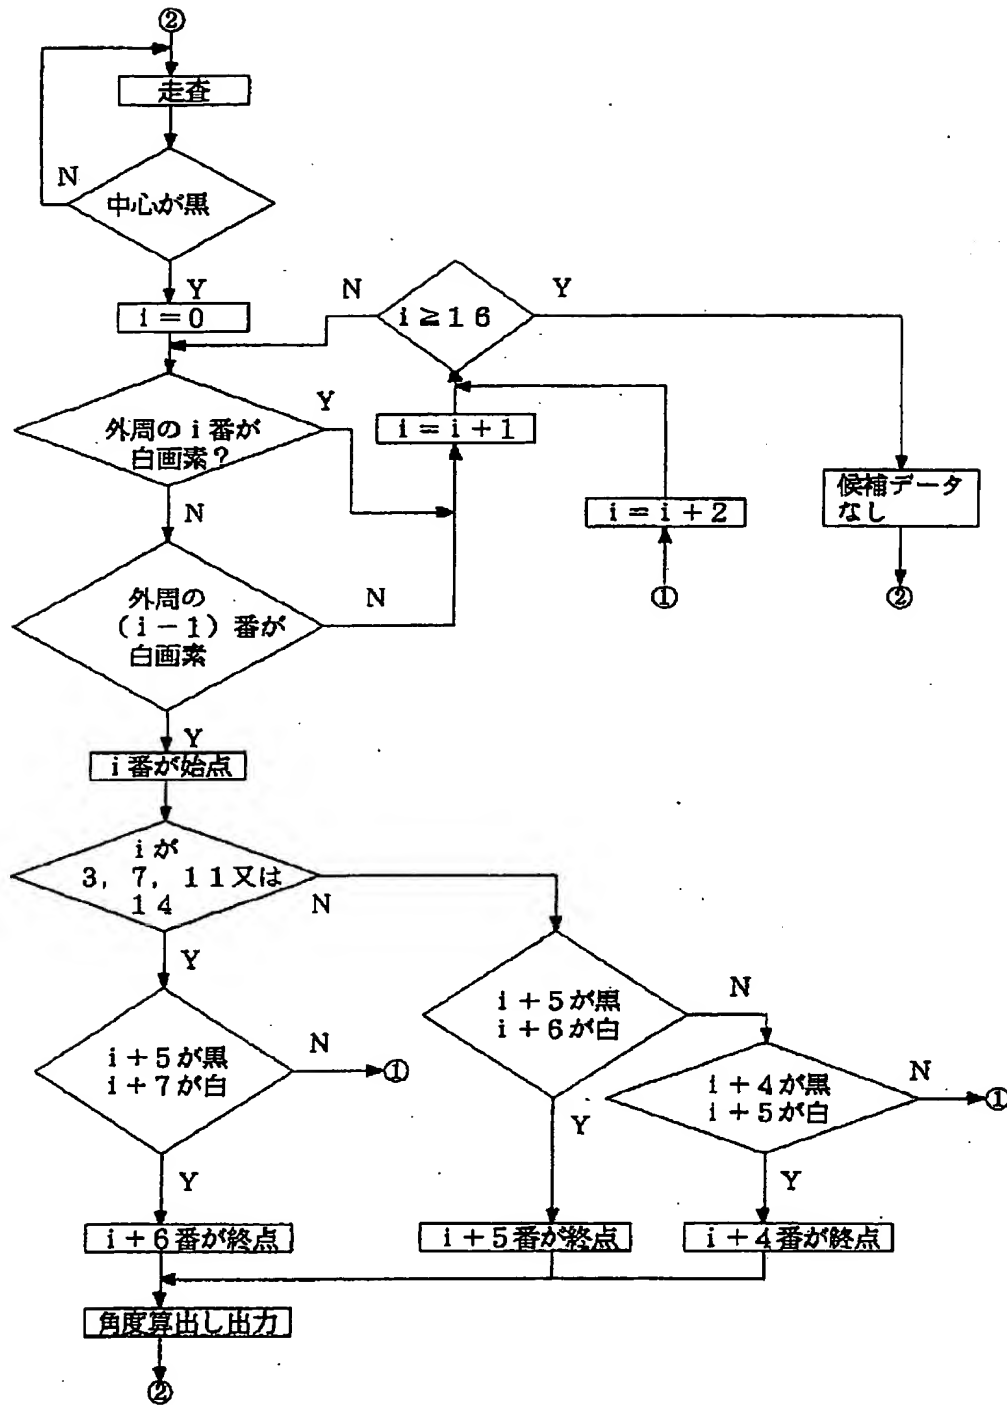 ②
走査
N
中心が黒
Y
i＝0
N
i≧16
Y
外周のi番が
白画素？
Y
i＝i＋1
N
i＝i＋2
候補データ
なし
①
②
外周の
（i－1）番が
白画素
N
Y
i番が始点
iが
3，7，11又は
14
N
Y
i＋5が黒
i＋7が白
N
①
i＋5が黒
i＋6が白
N
i＋4が黒
i＋5が白
N
①
Y
Y
Y
i＋6番が終点
i＋5番が終点
i＋4番が終点
角度算出し出力
②